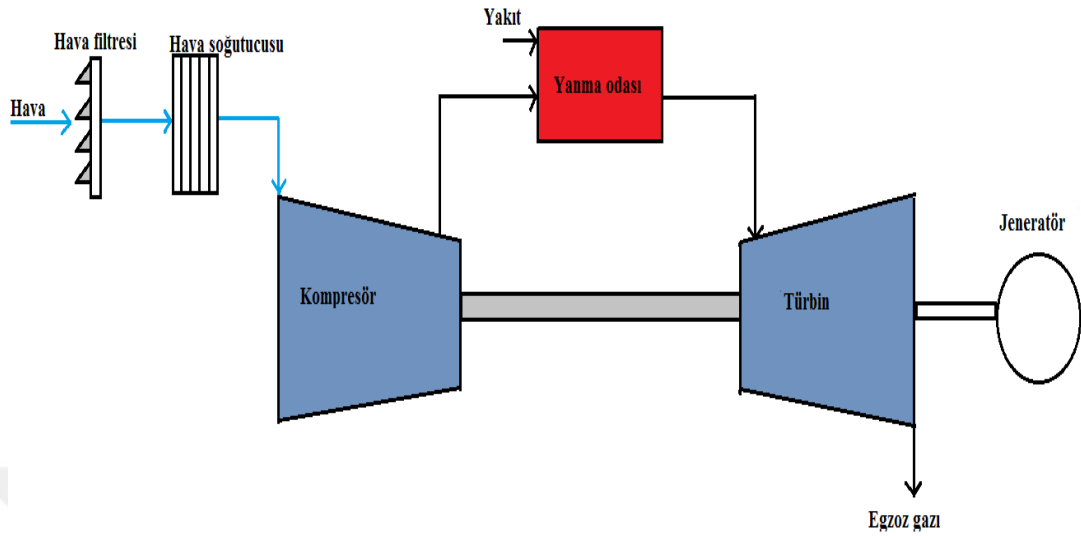 Yakıt
Hava filtresi
Hava soğutucusu
Hava
Yanma odası
Kompresör
Türbin
Jeneratör
Egzoz gazı